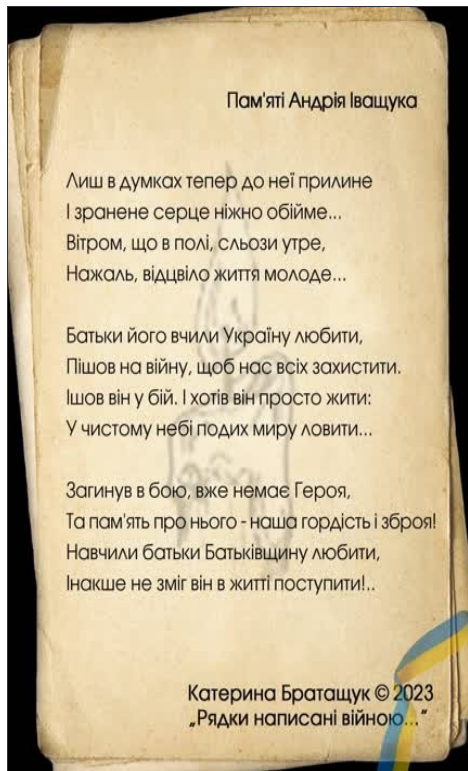 Пам'яті Андрія Іващука
Лиш в думках тепер до неї прилине
І зранене серце ніжно обійме...
Вітром, що в полі, сльози утре,
Нажаль, відцвіло життя молоде...
Батьки його вчили Україну любити,
Пішов на війну, щоб нас всіх захистити.
Ішов він у бій. І хотів він просто жити:
У чистому небі подих миру ловити...
Загинув в бою, вже немає Героя,
Та пам'ять про нього - наша гордість і зброя!
Навчили батьки Батьківщину любити,
Інакше не зміг він в житті поступити!..
Катерина Братащук © 2023
„Рядки написані війною..."